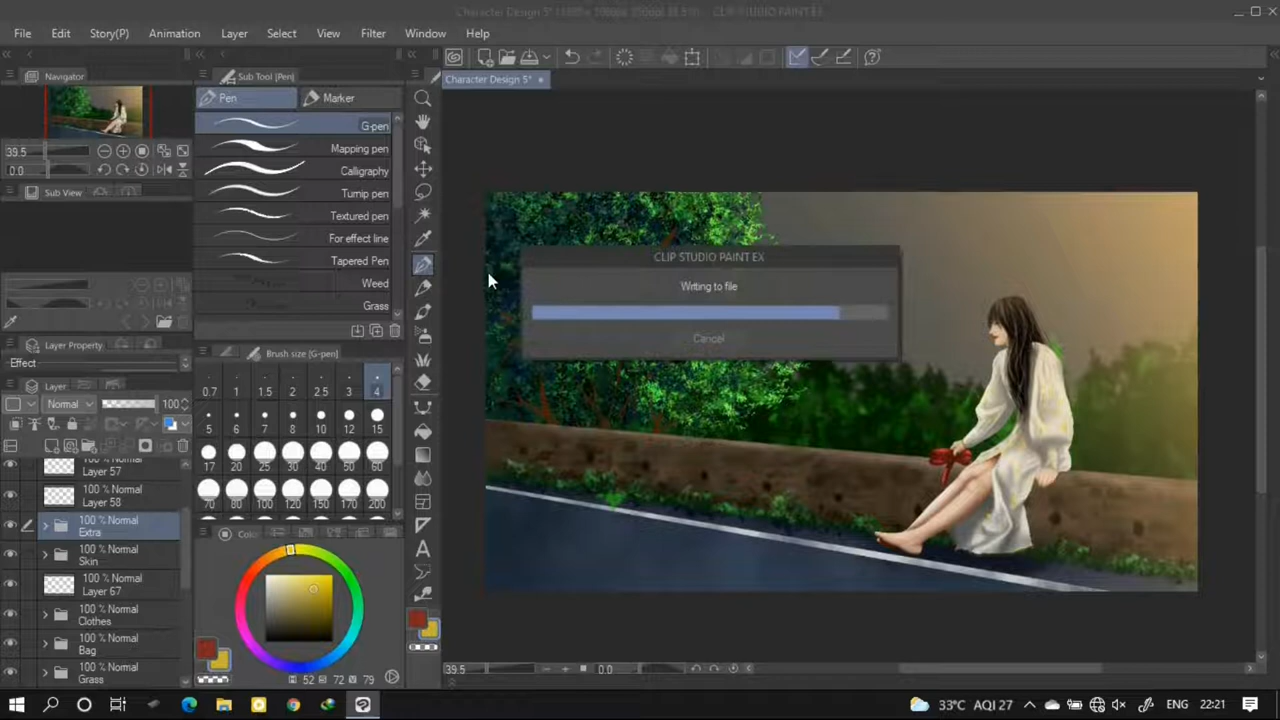 File Edit Story(P) Animation Layer Select View Filter Window Help
Navigator
Sub Tool [Pen]
Character Design 5*
Pen
Marker
G-pen
Mapping pen
39.5
Calligraphy
0.0
Sub View
Turnip pen
Textured pen
For effect line
CLIP STUDIO PAINT EX
Tapered Pen
Writing to file
Weed
Grass
Cancel
Layer Property
Brush size [G-pen]
Effect
Layer
0.7 1 1.5 2 2.5 3 4
Normal 100
5 6 7 8 10 12 15
17 20 25 30 40 50 60
100 % Normal
Layer 57
100 % Normal
Layer 58
70 80 100 120 150 170 200
100 % Normal
Extra
100 % Normal
Skin
100 % Normal
Layer 67
100 % Normal
Clothes
100 % Normal
Bag
100 % Normal
Grass
52 72 79
39.5 0.0
33°C AQI 27 ENG 22:21